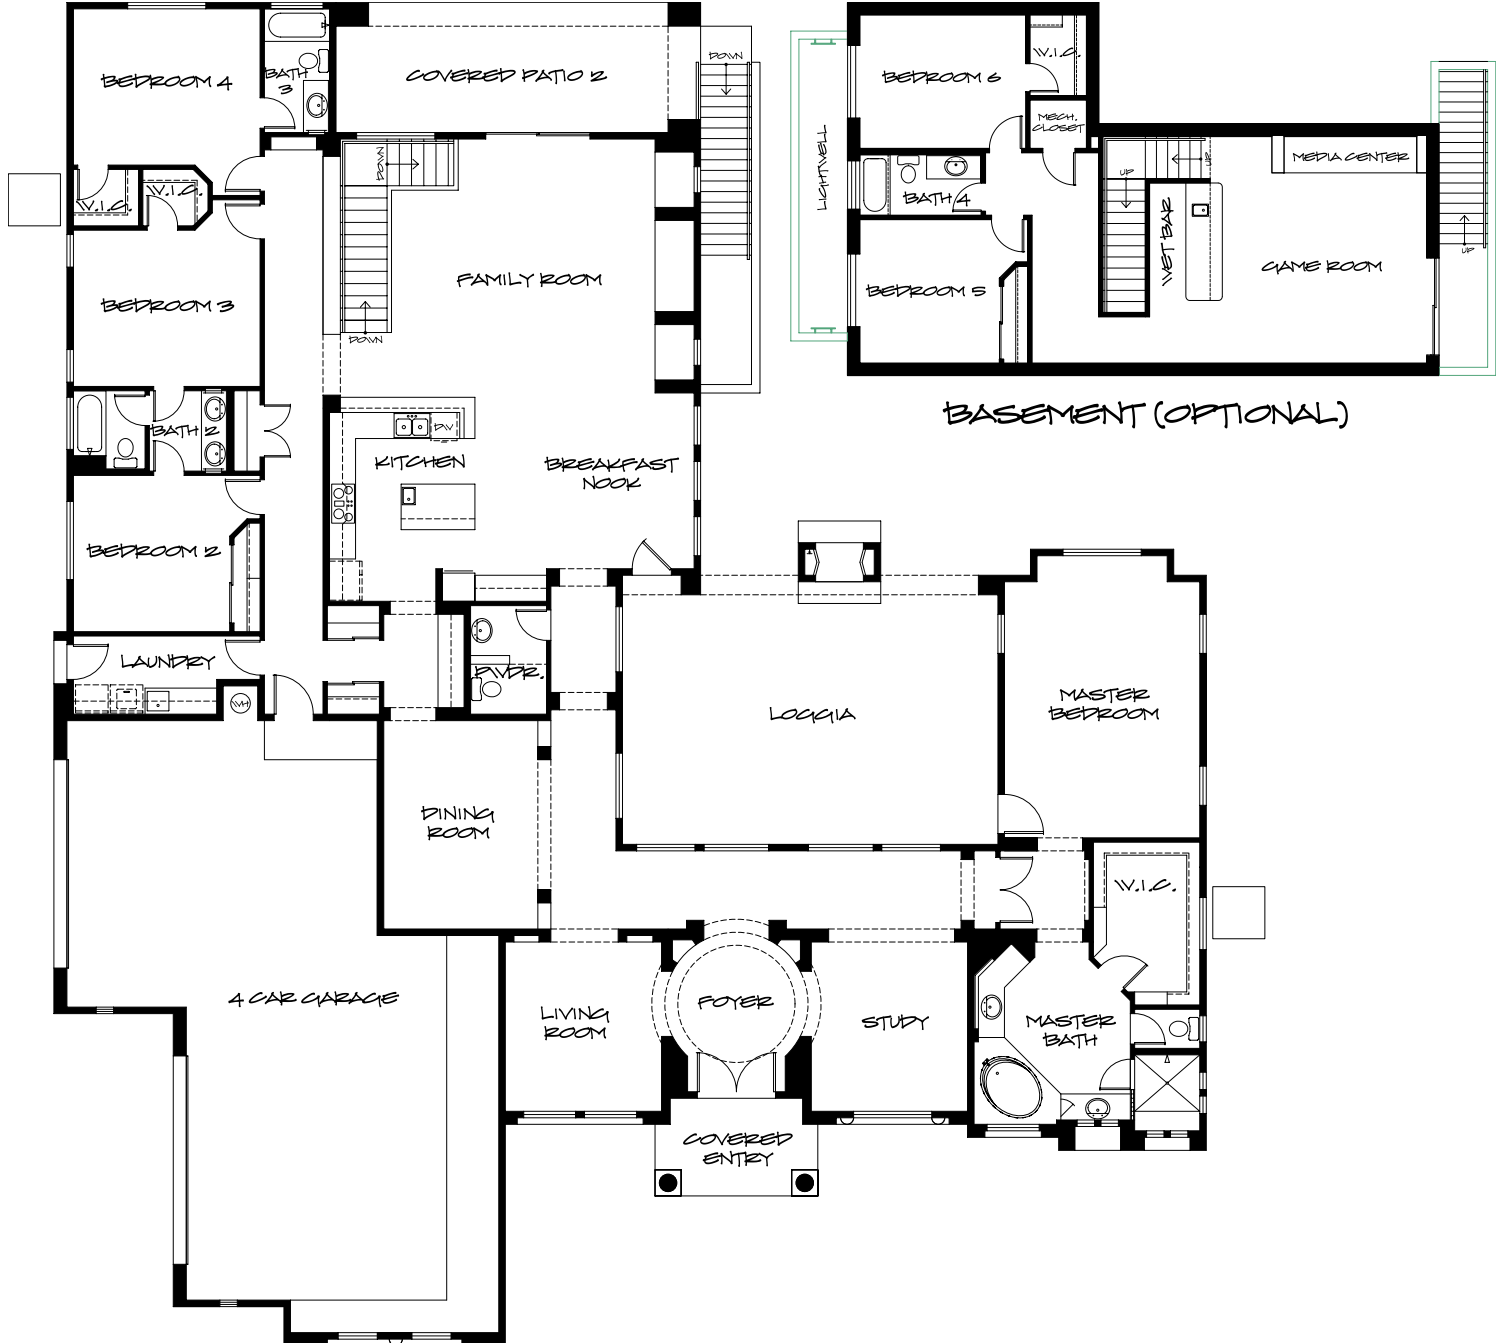 BEDROOM 4
BATH
3
COVERED PATIO 2
DOWN
W.I.C.
W.I.C.
DOWN
DOWN
FAMILY ROOM
BEDROOM 3
BATH 2
KITCHEN
DW
BREAKFAST
NOOK
BEDROOM 2
LAUNDRY
WH
PWDR.
LOGGIA
MASTER
BEDROOM
DINING
ROOM
W.I.C.
4 CAR GARAGE
LIVING
ROOM
FOYER
STUDY
MASTER
BATH
COVERED
ENTRY
BEDROOM 6
W.I.C.
MECH.
CLOSET
LIGHTWELL
BATH 4
BEDROOM 5
UP
UP
MEDIA CENTER
WET BAR
GAME ROOM
UP
BASEMENT (OPTIONAL)